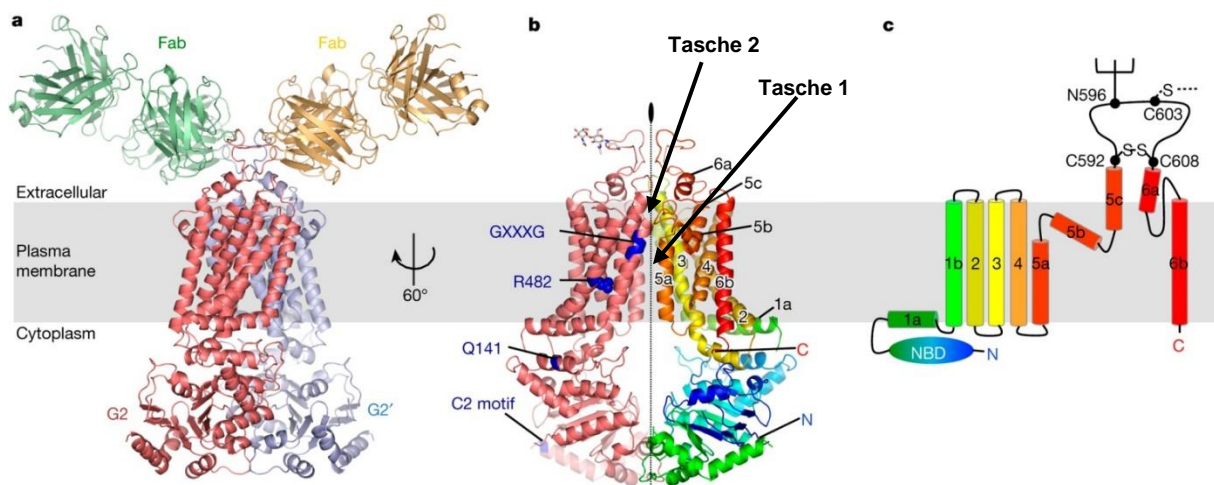 a
Fab
Fab
Extracellular
Plasma
membrane
Cytoplasm
G2
G2′
60°
b
Tasche 2
Tasche 1
6a
5c
GXXXG
5b
3
4
R482
5a
6b
1a
2
Q141
C
C2 motif
N
c
N596
S
C603
C592
S-S
C608
6a
5c
5b
1b
2
3
4
5a
6b
1a
NBD
N
C